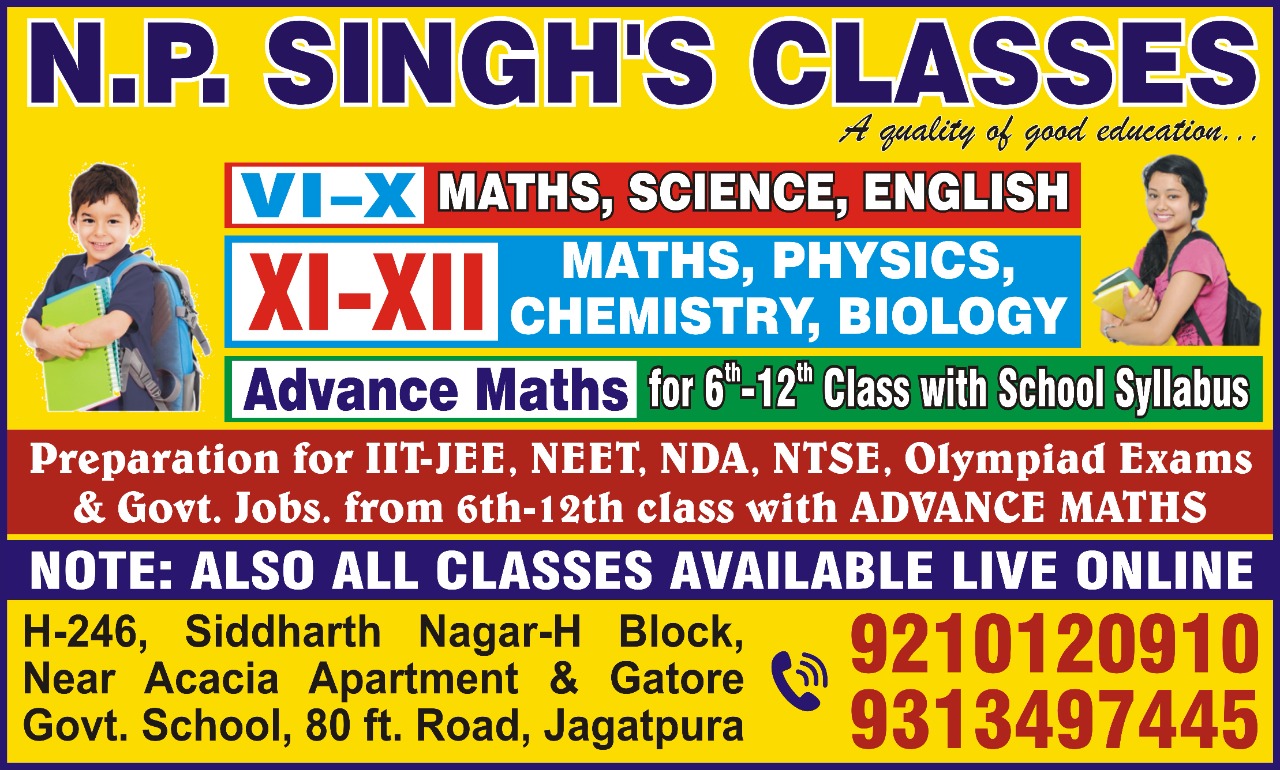 N.P. SINGH'S CLASSES
A quality of good education...
VI-X MATHS, SCIENCE, ENGLISH
XI-XII MATHS, PHYSICS,
CHEMISTRY, BIOLOGY
Advance Maths for 6th-12th Class with School Syllabus
Preparation for IIT-JEE, NEET, NDA, NTSE, Olympiad Exams
& Govt. Jobs. from 6th-12th class with ADVANCE MATHS
NOTE: ALSO ALL CLASSES AVAILABLE LIVE ONLINE
H-246, Siddharth Nagar-H Block,
Near Acacia Apartment & Gatore
Govt. School, 80 ft. Road, Jagatpura
9210120910
9313497445